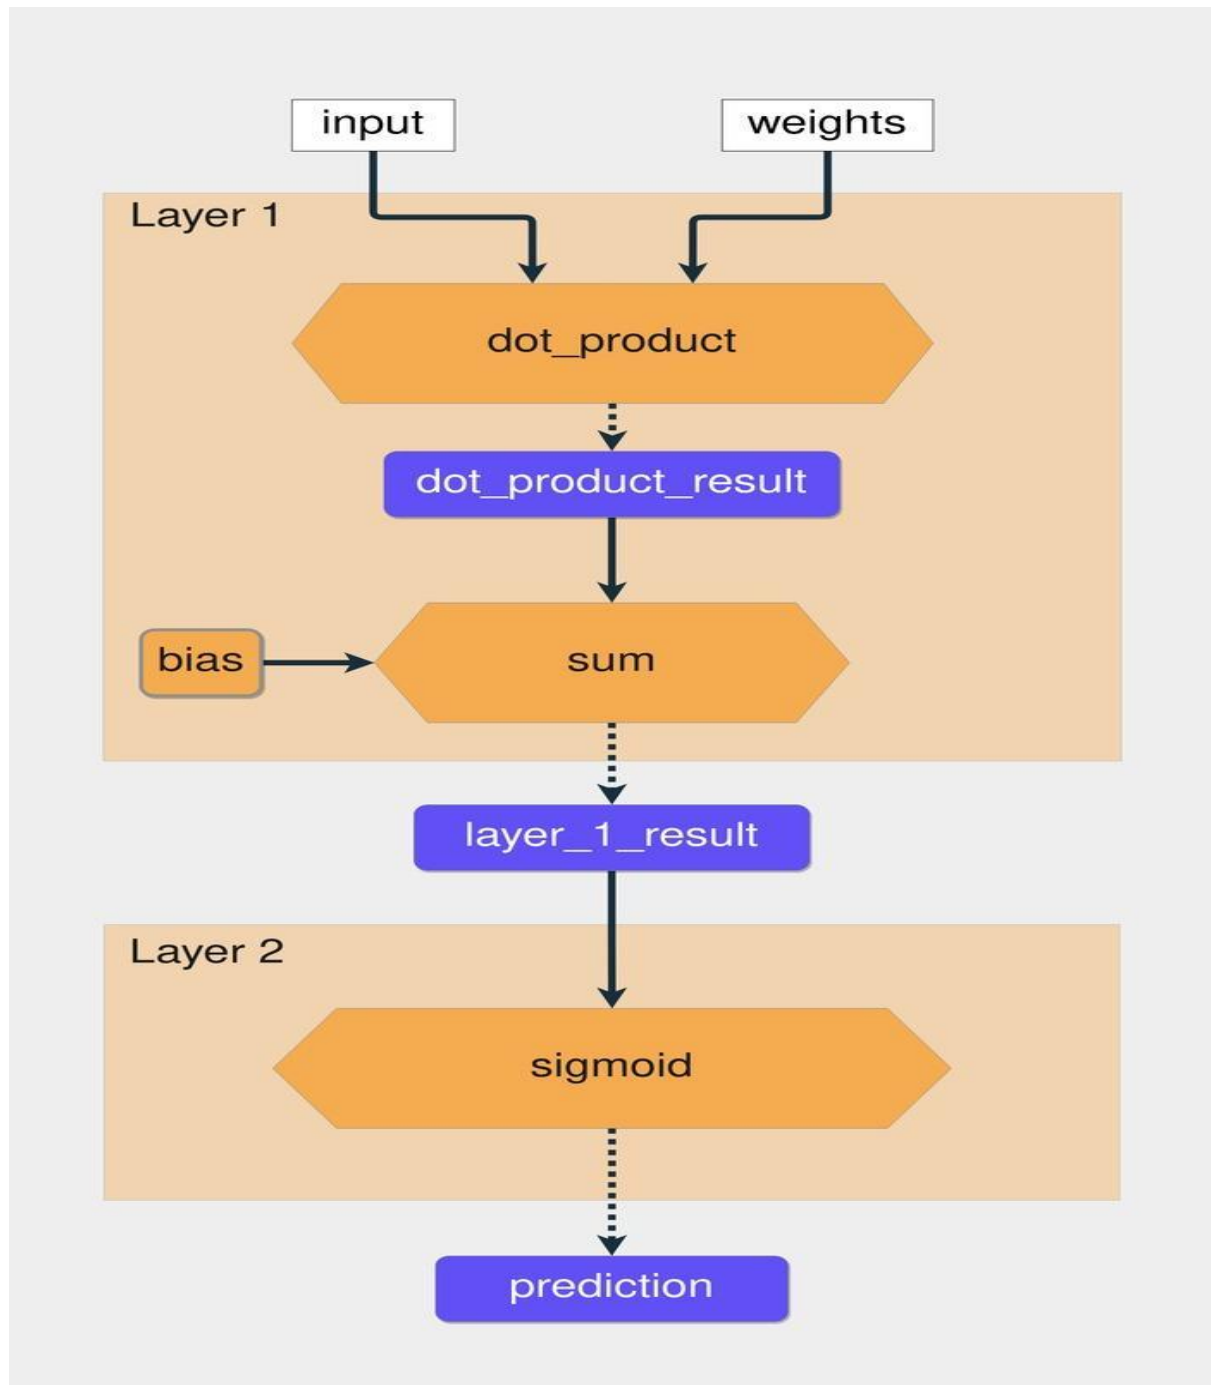 input
weights
Layer 1
dot_product
dot_product_result
bias
sum
layer_1_result
Layer 2
sigmoid
prediction